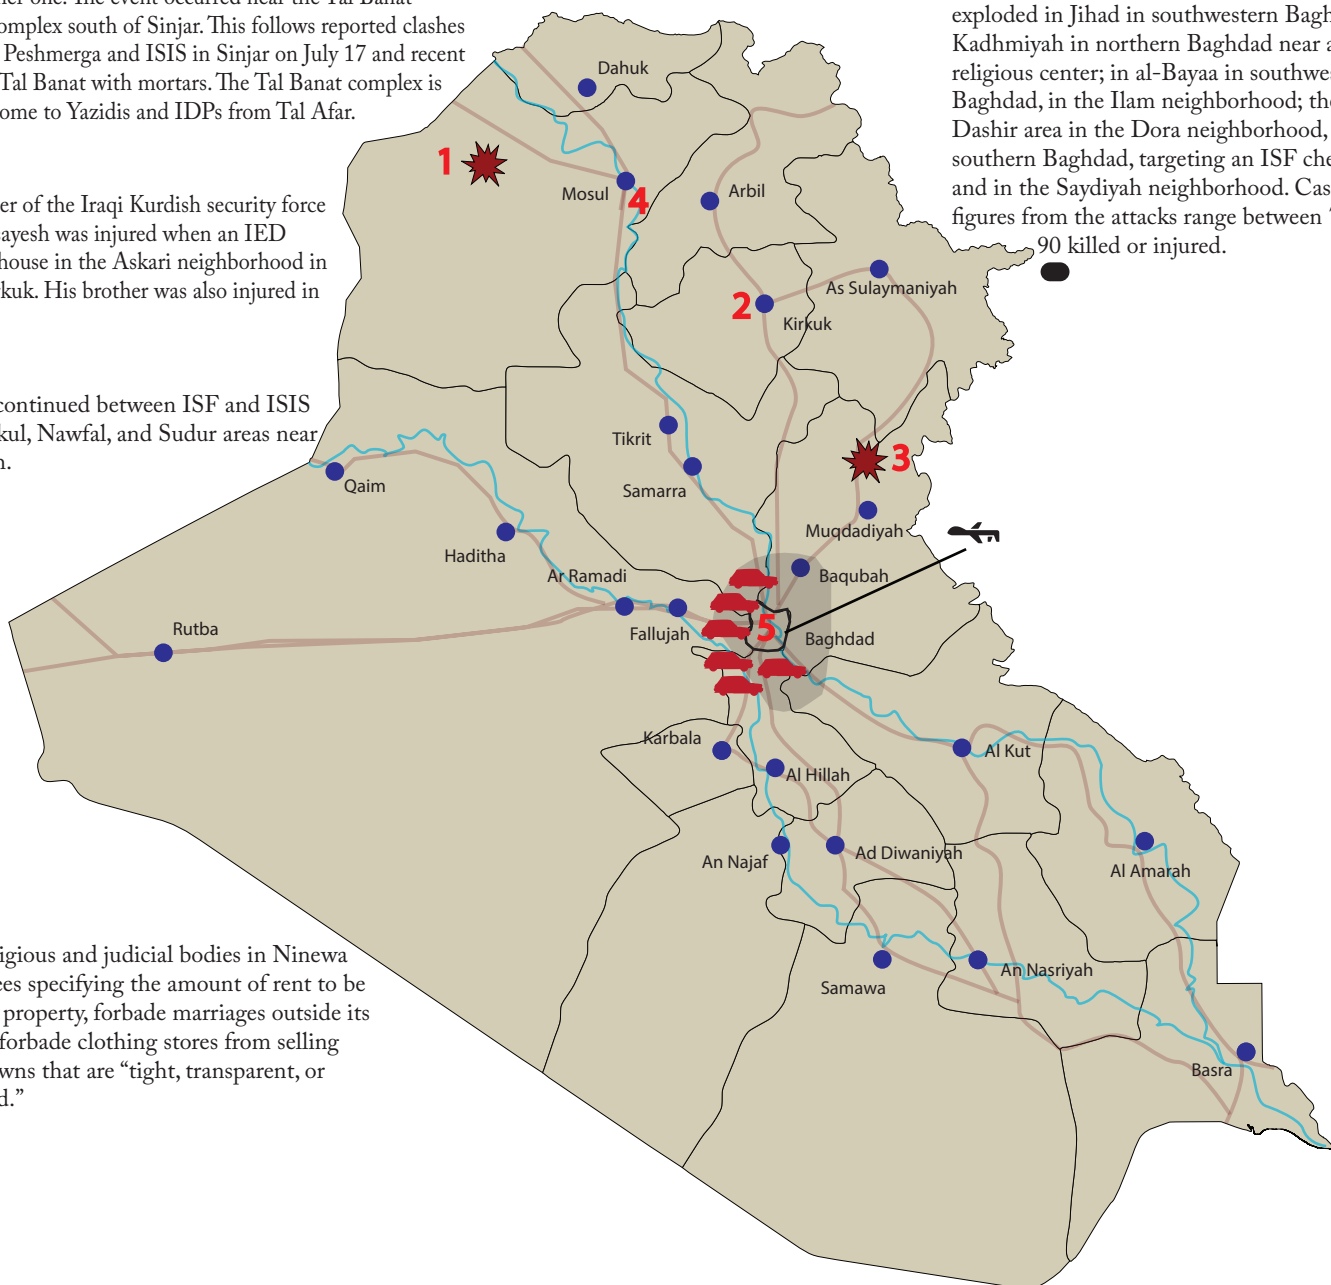 omplex south of Sinjar. This follows reported clashes
Peshmerga and ISIS in Sinjar on July 17 and recent
Tal Banat with mortars. The Tal Banat complex is
ome to Yazidis and IDPs from Tal Afar.
er of the Iraqi Kurdish security force
ayesh was injured when an IED
house in the Askari neighborhood in
rkuk. His brother was also injured in
continued between ISF and ISIS
kul, Nawfal, and Sudur areas near
n.
igious and judicial bodies in Ninewa
ees specifying the amount of rent to be
property, forbade marriages outside its
forbade clothing stores from selling
wns that are “tight, transparent, or
d.”
exploded in Jihad in southwestern Bagh
Kadhmiyah in northern Baghdad near a
religious center; in al-Bayaa in southwe
Baghdad, in the Ilam neighborhood; the
Dashir area in the Dora neighborhood,
southern Baghdad, targeting an ISF che
and in the Saydiyah neighborhood. Cas
figures from the attacks range between
90 killed or injured.
Dahuk
1
Mosul
4
Arbil
As Sulaymaniyah
2
Kirkuk
Tikrit
3
Qaim
Samarra
Muqdadiyah
Haditha
Ar Ramadi
Baqubah
Rutba
Fallujah
5
Baghdad
Karbala
Al Kut
Al Hillah
An Najaf
Ad Diwaniyah
Al Amarah
Samawa
An Nasriyah
Basra